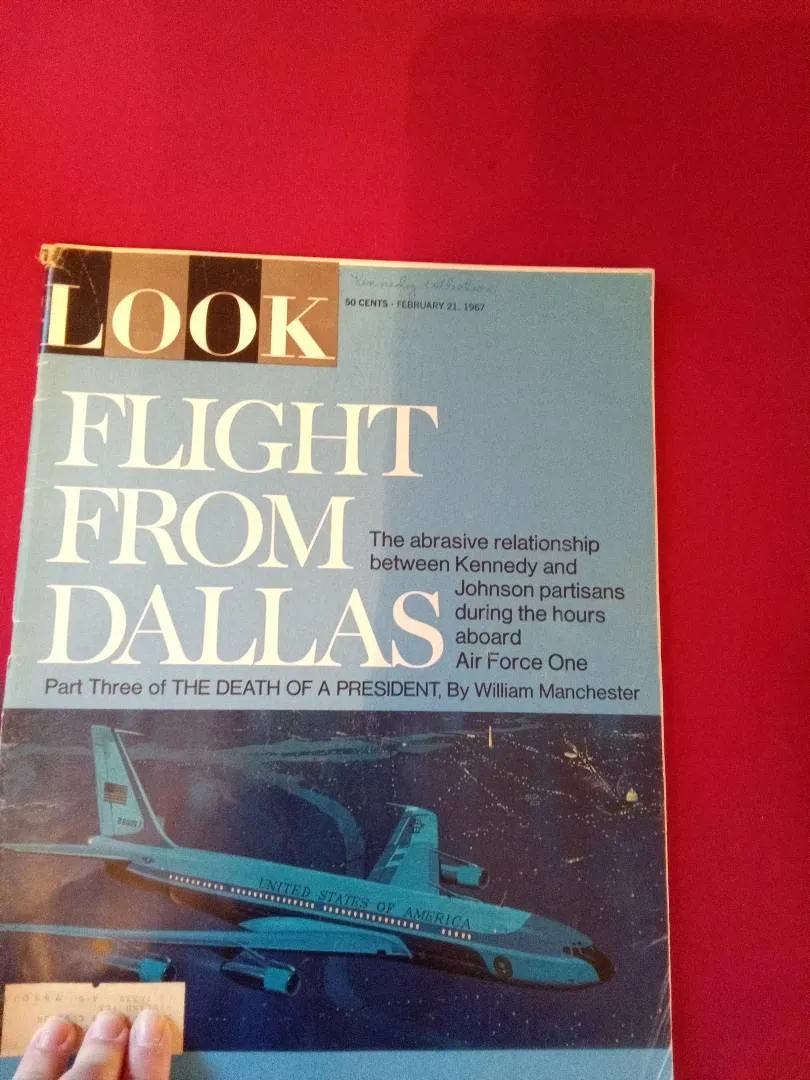 Kennedy Collection
LOOK
50 CENTS · FEBRUARY 21, 1967
FLIGHT
FROM
DALLAS
The abrasive relationship
between Kennedy and
Johnson partisans
during the hours
aboard
Air Force One
Part Three of THE DEATH OF A PRESIDENT, By William Manchester
UNITED STATES OF AMERICA